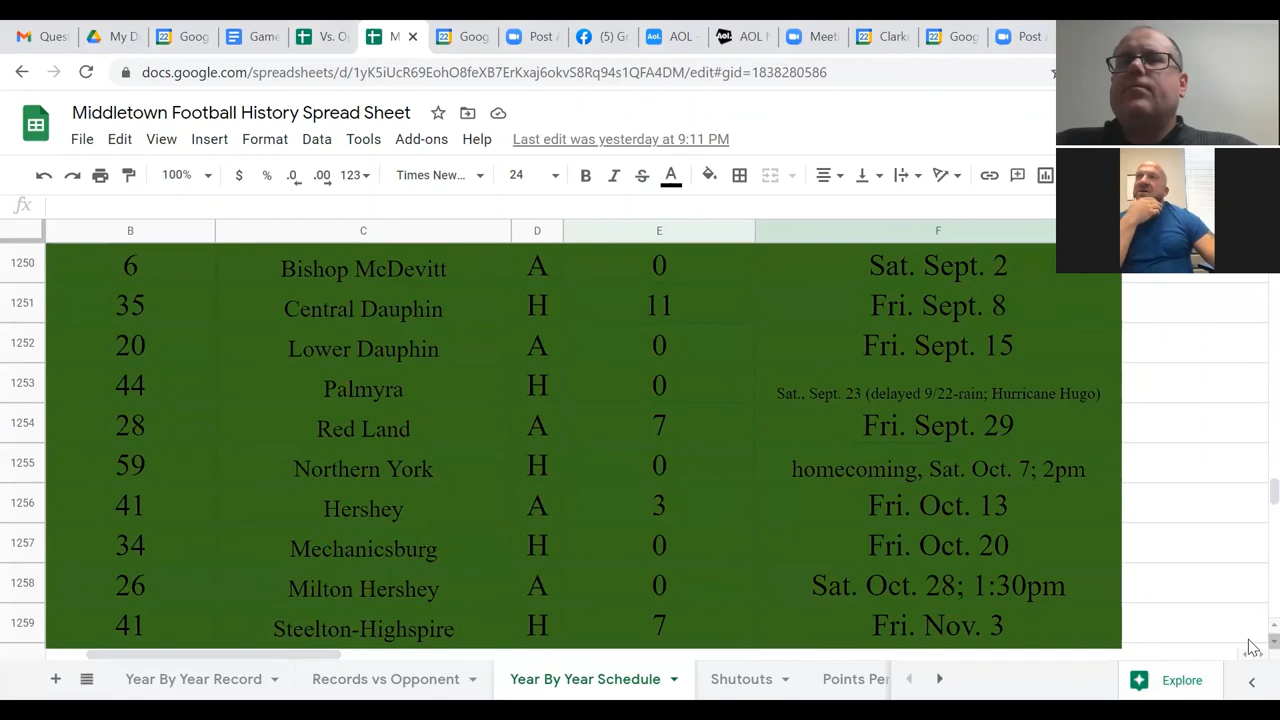 Ques
My D
Goog
Game
Vs. O
M
Goog
Post A
(5) Gr
AOL -
AOL M
Meeti
Clarke
Goog
Post A
docs.google.com/spreadsheets/d/1yK5iUcR69EohO8feXB7ErKxaj6okvS8Rq94s1QFA4DM/edit#gid=1838280586
Middletown Football History Spread Sheet
File Edit View Insert Format Data Tools Add-ons Help Last edit was yesterday at 9:11 PM
100% $ % .0 .00 123 Times New... 24 B I S A
fx
B C D E F
1250 6 Bishop McDevitt A 0 Sat. Sept. 2
1251 35 Central Dauphin H 11 Fri. Sept. 8
1252 20 Lower Dauphin A 0 Fri. Sept. 15
1253 44 Palmyra H 0 Sat., Sept. 23 (delayed 9/22-rain; Hurricane Hugo)
1254 28 Red Land A 7 Fri. Sept. 29
1255 59 Northern York H 0 homecoming, Sat. Oct. 7; 2pm
1256 41 Hershey A 3 Fri. Oct. 13
1257 34 Mechanicsburg H 0 Fri. Oct. 20
1258 26 Milton Hershey A 0 Sat. Oct. 28; 1:30pm
1259 41 Steelton-Highspire H 7 Fri. Nov. 3
Year By Year Record Records vs Opponent Year By Year Schedule Shutouts Points Per Explore